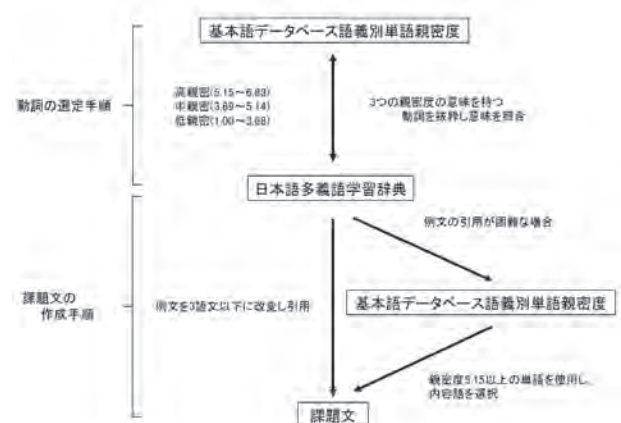 基本語データベース語義別単語親密度
動詞の選定手順
高親密(5.15～6.83)
中親密(3.69～5.14)
低親密(1.00～3.68)
3つの親密度の意味を持つ
動詞を抜粋し意味を照合
日本語多義語学習辞典
例文の引用が困難な場合
課題文の
作成手順
例文を3語文以下に改変し引用
基本語データベース語義別単語親密度
親密度5.15以上の単語を使用し、
内容語を選択
課題文